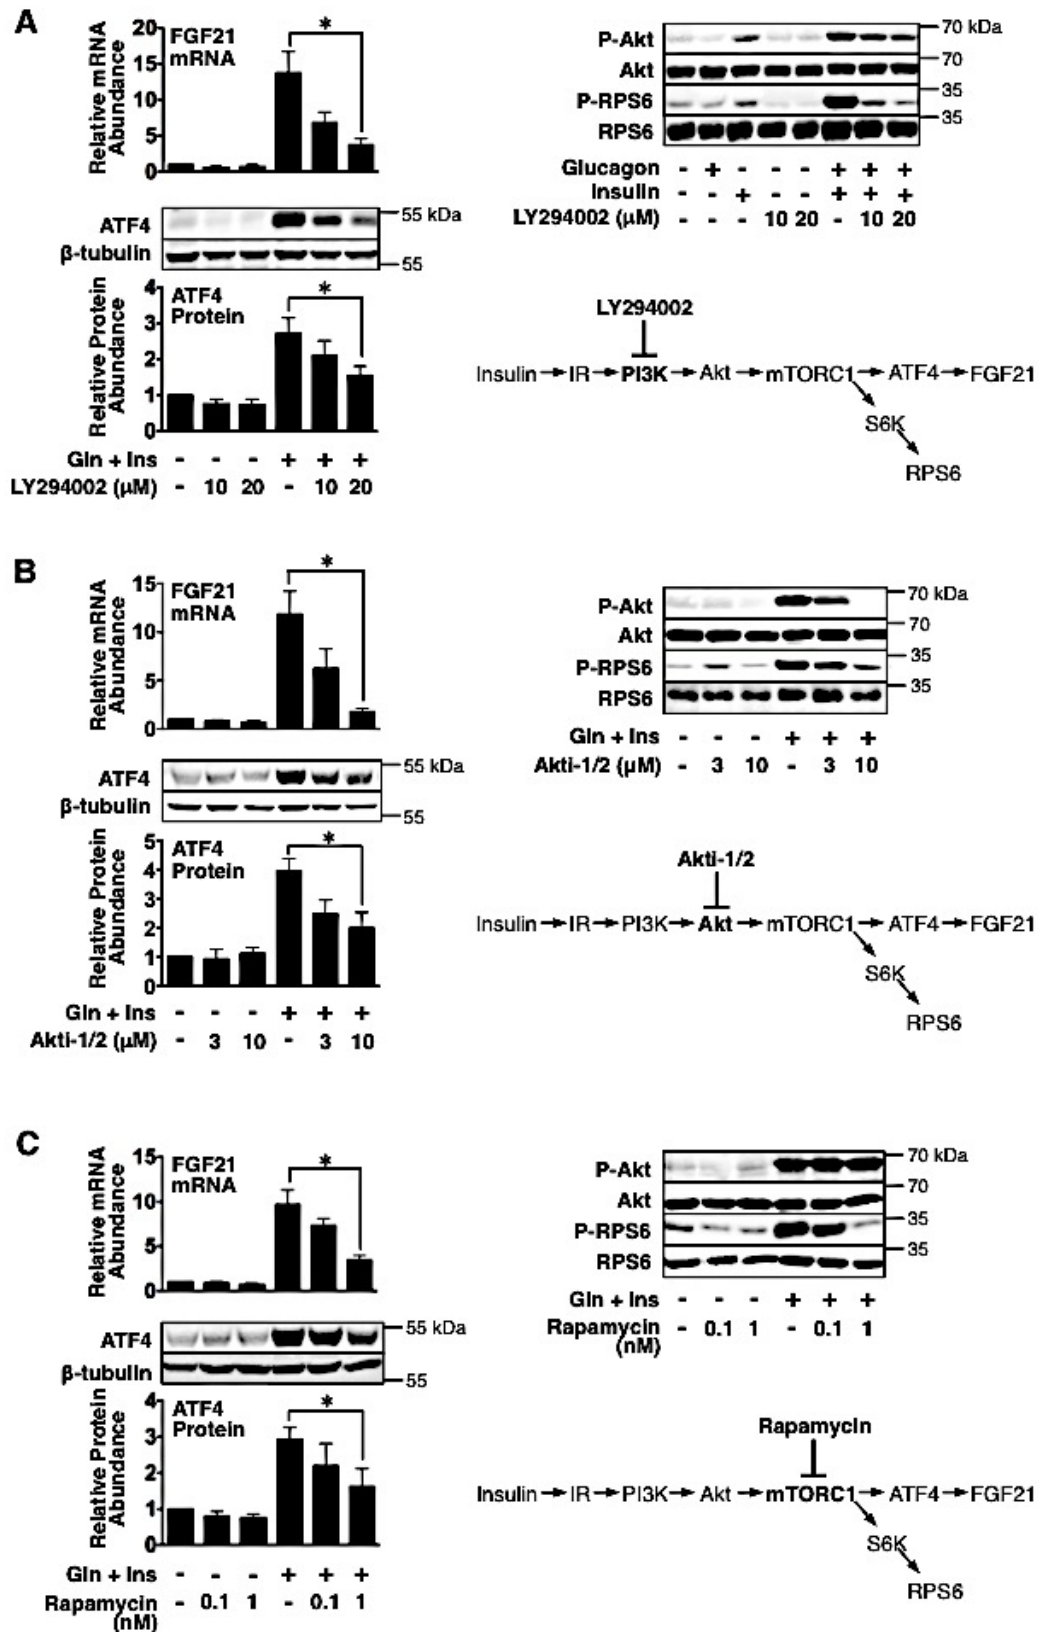 A
FGF21
mRNA
Relative mRNA
Abundance
20
15
10
5
0
*
ATF4
β-tubulin
55 kDa
55
ATF4
Protein
Relative Protein
Abundance
4
3
2
1
0
*
Gln + Ins - - - + + +
LY294002 (µM) - 10 20 - 10 20
P-Akt
Akt
P-RPS6
RPS6
70 kDa
70
35
35
Glucagon - + - - - + + +
Insulin - - + - - + + +
LY294002 (µM) - - - 10 20 - 10 20
LY294002
Insulin IR PI3K Akt mTORC1 ATF4 FGF21
S6K
RPS6
B
FGF21
mRNA
Relative mRNA
Abundance
15
10
5
0
*
ATF4
β-tubulin
55 kDa
55
ATF4
Protein
Relative Protein
Abundance
5
4
3
2
1
0
*
Gln + Ins - - - + + +
Akti-1/2 (µM) - 3 10 - 3 10
P-Akt
Akt
P-RPS6
RPS6
70 kDa
70
35
35
Gln + Ins - - - + + +
Akti-1/2 (µM) - 3 10 - 3 10
Akti-1/2
Insulin IR PI3K Akt mTORC1 ATF4 FGF21
S6K
RPS6
C
FGF21
mRNA
Relative mRNA
Abundance
15
10
5
0
*
ATF4
β-tubulin
55 kDa
55
ATF4
Protein
Relative Protein
Abundance
4
3
2
1
0
*
Gln + Ins - - - + + +
Rapamycin - 0.1 1 - 0.1 1
(nM)
P-Akt
Akt
P-RPS6
RPS6
70 kDa
70
35
35
Gln + Ins - - - + + +
Rapamycin - 0.1 1 - 0.1 1
(nM)
Rapamycin
Insulin IR PI3K Akt mTORC1 ATF4 FGF21
S6K
RPS6